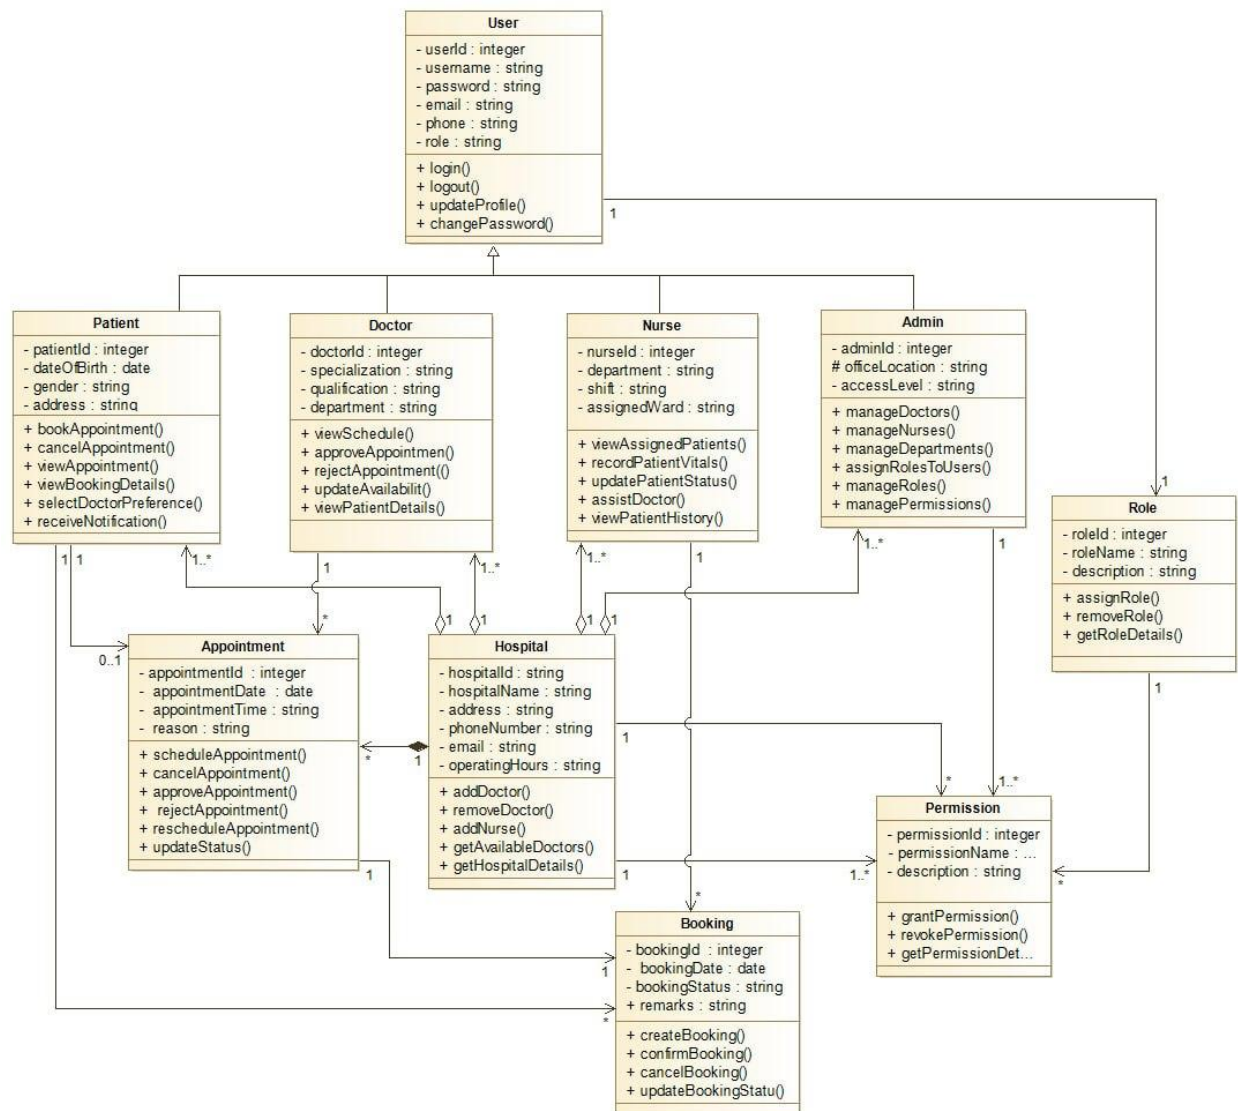 User
- userId : integer
- username : string
- password : string
- email : string
- phone : string
- role : string
+ login()
+ logout()
+ updateProfile()
+ changePassword()
1
1
Patient
- patientId : integer
- dateOfBirth : date
- gender : string
- address : string
+ bookAppointment()
+ cancelAppointment()
+ viewAppointment()
+ viewBookingDetails()
+ selectDoctorPreference()
+ receiveNotification()
Doctor
- doctorId : integer
- specialization : string
- qualification : string
- department : string
+ viewSchedule()
+ approveAppointmen()
+ rejectAppointment(()
+ updateAvailabilit()
+ viewPatientDetails()
Nurse
- nurseId : integer
- department : string
- shift : string
- assignedWard : string
+ viewAssignedPatients()
+ recordPatientVitals()
+ updatePatientStatus()
+ assistDoctor()
+ viewPatientHistory()
Admin
- adminId : integer
# officeLocation : string
- accessLevel : string
+ manageDoctors()
+ manageNurses()
+ manageDepartments()
+ assignRolesToUsers()
+ manageRoles()
+ managePermissions()
Role
- roleId : integer
- roleName : string
- description : string
+ assignRole()
+ removeRole()
+ getRoleDetails()
1 1 1..* 1 1..* 1..* 1 1..* 1
0..1 * 1 1 1 1 1
Appointment
- appointmentId : integer
- appointmentDate : date
- appointmentTime : string
- reason : string
+ scheduleAppointment()
+ cancelAppointment()
+ approveAppointment()
+ rejectAppointment()
+ rescheduleAppointment()
+ updateStatus()
* 1
Hospital
- hospitalId : string
- hospitalName : string
- address : string
- phoneNumber : string
- email : string
- operatingHours : string
+ addDoctor()
+ removeDoctor()
+ addNurse()
+ getAvailableDoctors()
+ getHospitalDetails()
1 * 1..*
1 1..* *
Permission
- permissionId : integer
- permissionName : ...
- description : string
+ grantPermission()
+ revokePermission()
+ getPermissionDet...
1 *
1
*
Booking
- bookingId : integer
- bookingDate : date
- bookingStatus : string
+ remarks : string
+ createBooking()
+ confirmBooking()
+ cancelBooking()
+ updateBookingStatu()